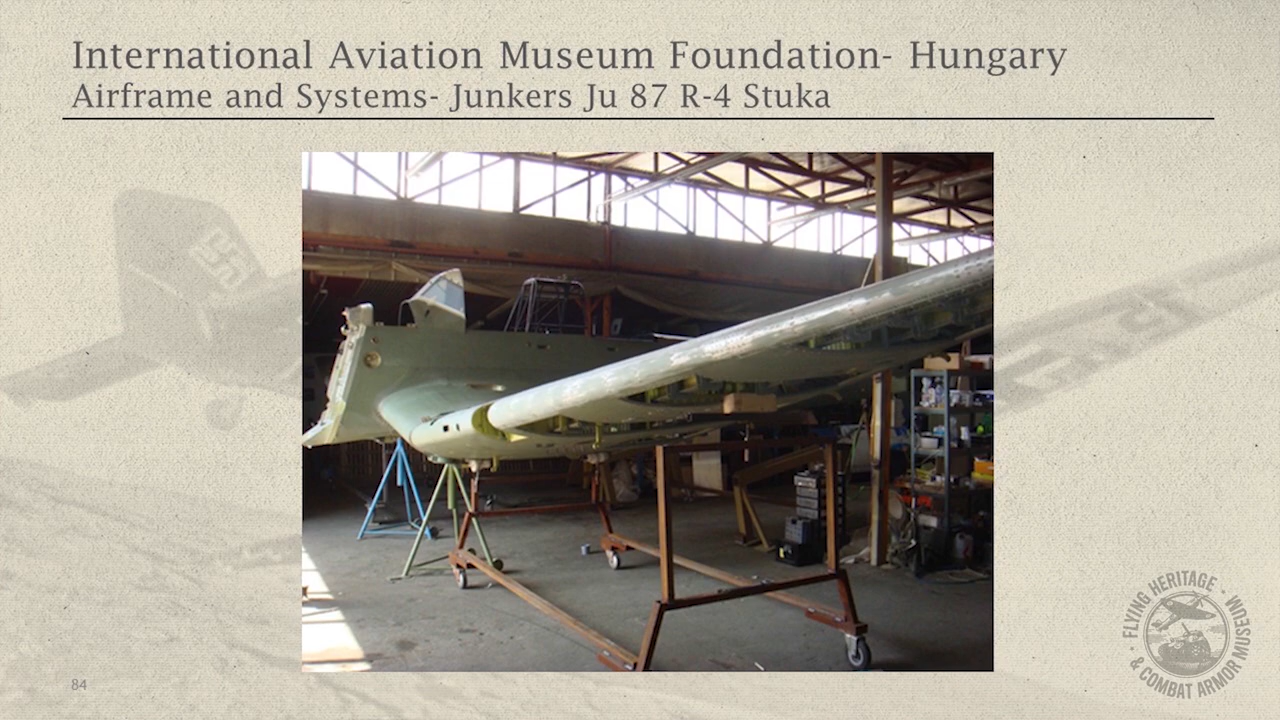 International Aviation Museum Foundation- Hungary
Airframe and Systems- Junkers Ju 87 R-4 Stuka
84
· FLYING HERITAGE ·
& COMBAT ARMOR MUSEUM